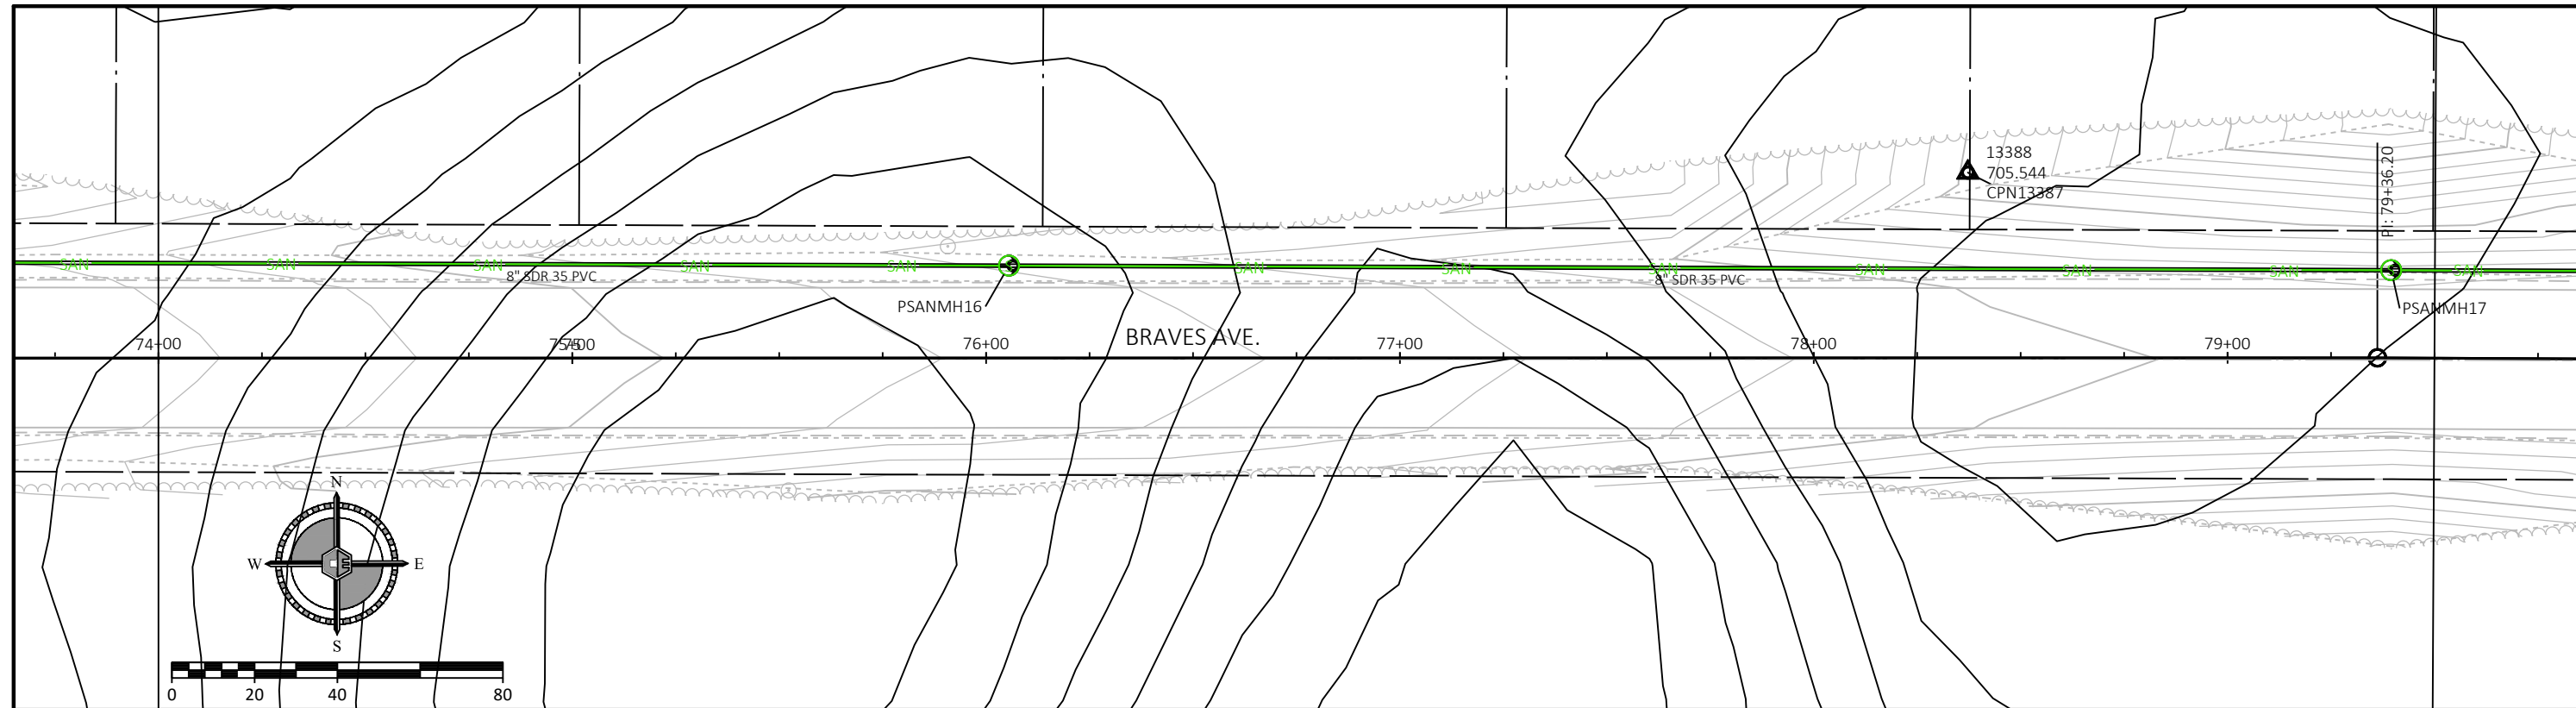 13388
705.544
CPN13387
PI: 79+36.20
SAN SAN SAN SAN SAN SAN SAN SAN SAN SAN SAN SAN
8" SDR 35 PVC
8" SDR 35 PVC
PSANMH16
PSANMH17
BRAVES AVE.
74+00
76+00
77+00
78+00
79+00
N
W
E
S
0 20 40 80